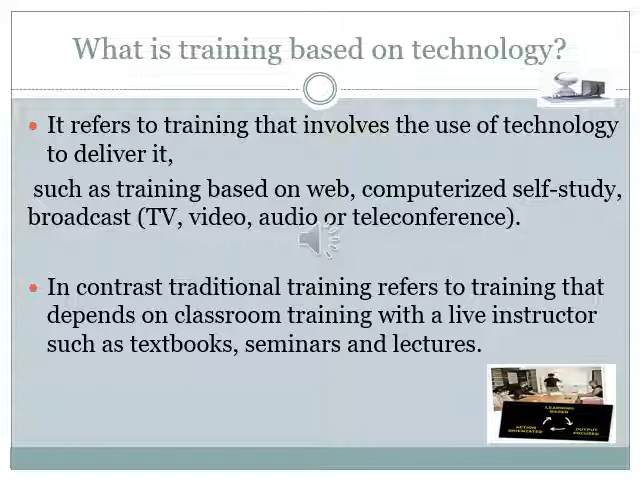 What is training based on technology?
• It refers to training that involves the use of technology
to deliver it,
such as training based on web, computerized self-study,
broadcast (TV, video, audio or teleconference).
• In contrast traditional training refers to training that
depends on classroom training with a live instructor
such as textbooks, seminars and lectures.
LEARNING
BASED
ACTION
ORIENTATED
OUTPUT
FOCUSED